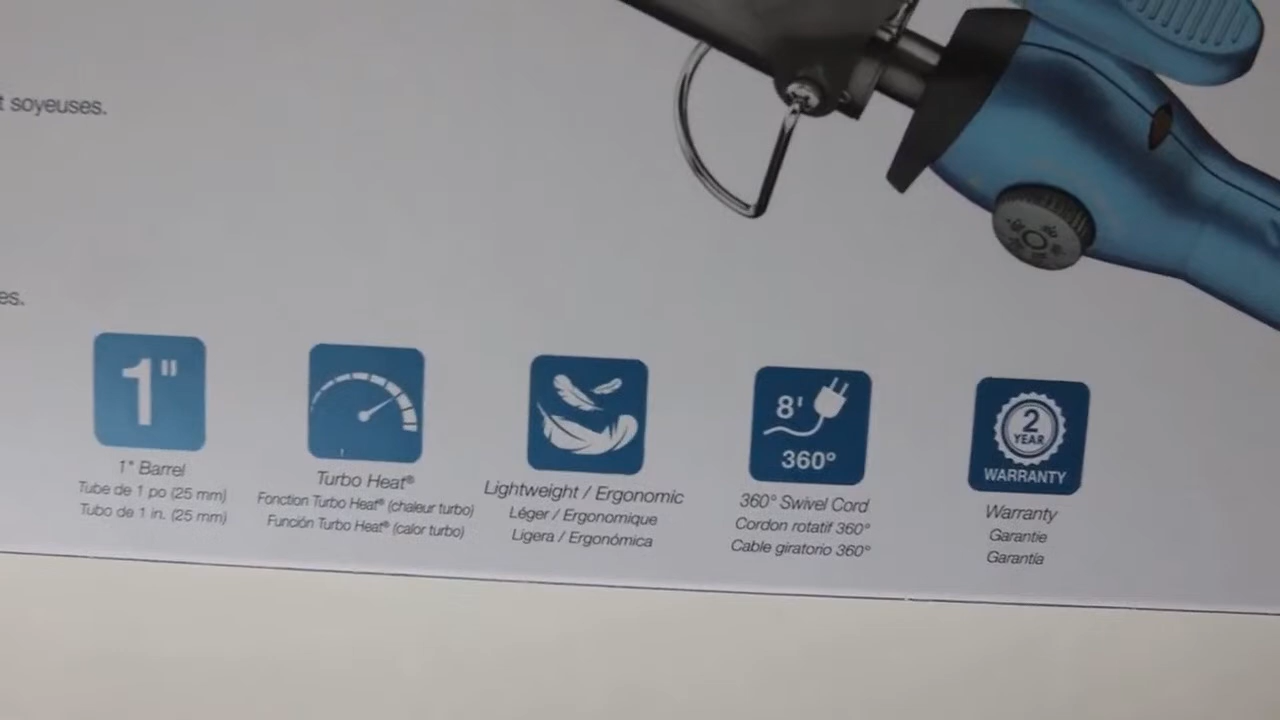 t soyeuses.
es.
1"
1" Barrel
Tube de 1 po (25 mm)
Tubo de 1 in. (25 mm)
Turbo Heat®
Fonction Turbo Heat® (chaleur turbo)
Función Turbo Heat® (calor turbo)
Lightweight / Ergonomic
Léger / Ergonomique
Ligera / Ergonómica
8'
360°
360° Swivel Cord
Cordon rotatif 360°
Cable giratorio 360°
2
YEAR
WARRANTY
Warranty
Garantie
Garantía